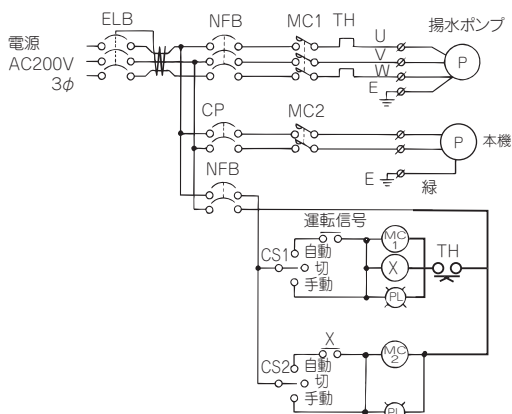 ELB
NFB
MC1
TH
揚水ポンプ
電源
AC200V
3φ
U
V
W
E
P
CP
MC2
P
本機
E
緑
NFB
運転信号
CS1
自動
切
手動
MC
1
X
PL
TH
X
CS2
自動
切
手動
MC
2
PL